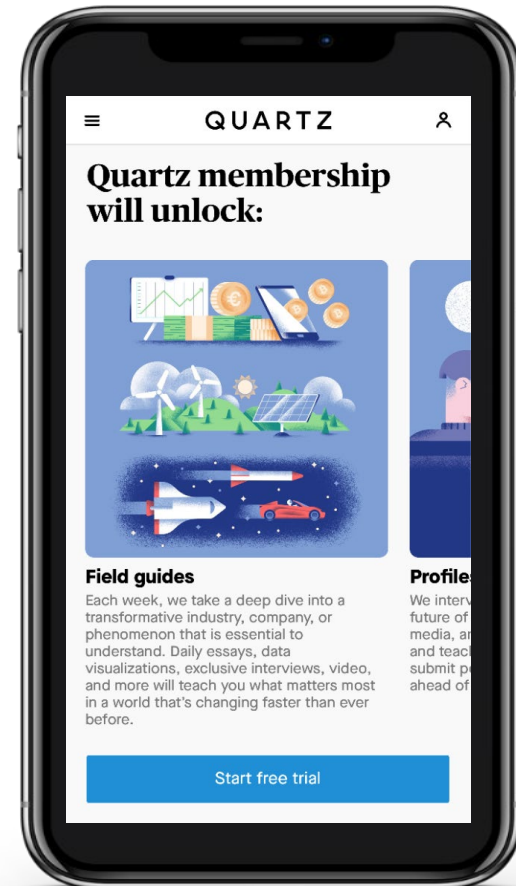 QUARTZ
Quartz membership
will unlock:
Field guides
Each week, we take a deep dive into a
transformative industry, company, or
phenomenon that is essential to
understand. Daily essays, data
visualizations, exclusive interviews, video,
and more will teach you what matters most
in a world that's changing faster than ever
before.
Profile
We interv
future of
media, a
and teac
submit p
ahead of
Start free trial